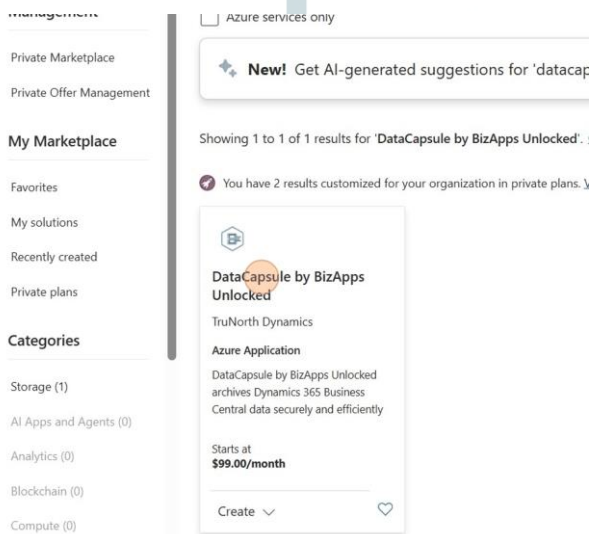 Management
Private Marketplace
Private Offer Management
My Marketplace
Favorites
My solutions
Recently created
Private plans
Categories
Storage (1)
AI Apps and Agents (0)
Analytics (0)
Blockchain (0)
Compute (0)
Azure services only
New! Get AI-generated suggestions for 'datacap
Showing 1 to 1 of 1 results for 'DataCapsule by BizApps Unlocked'.
You have 2 results customized for your organization in private plans.
DataCapsule by BizApps
Unlocked
TruNorth Dynamics
Azure Application
DataCapsule by BizApps Unlocked
archives Dynamics 365 Business
Central data securely and efficiently
Starts at
$99.00/month
Create